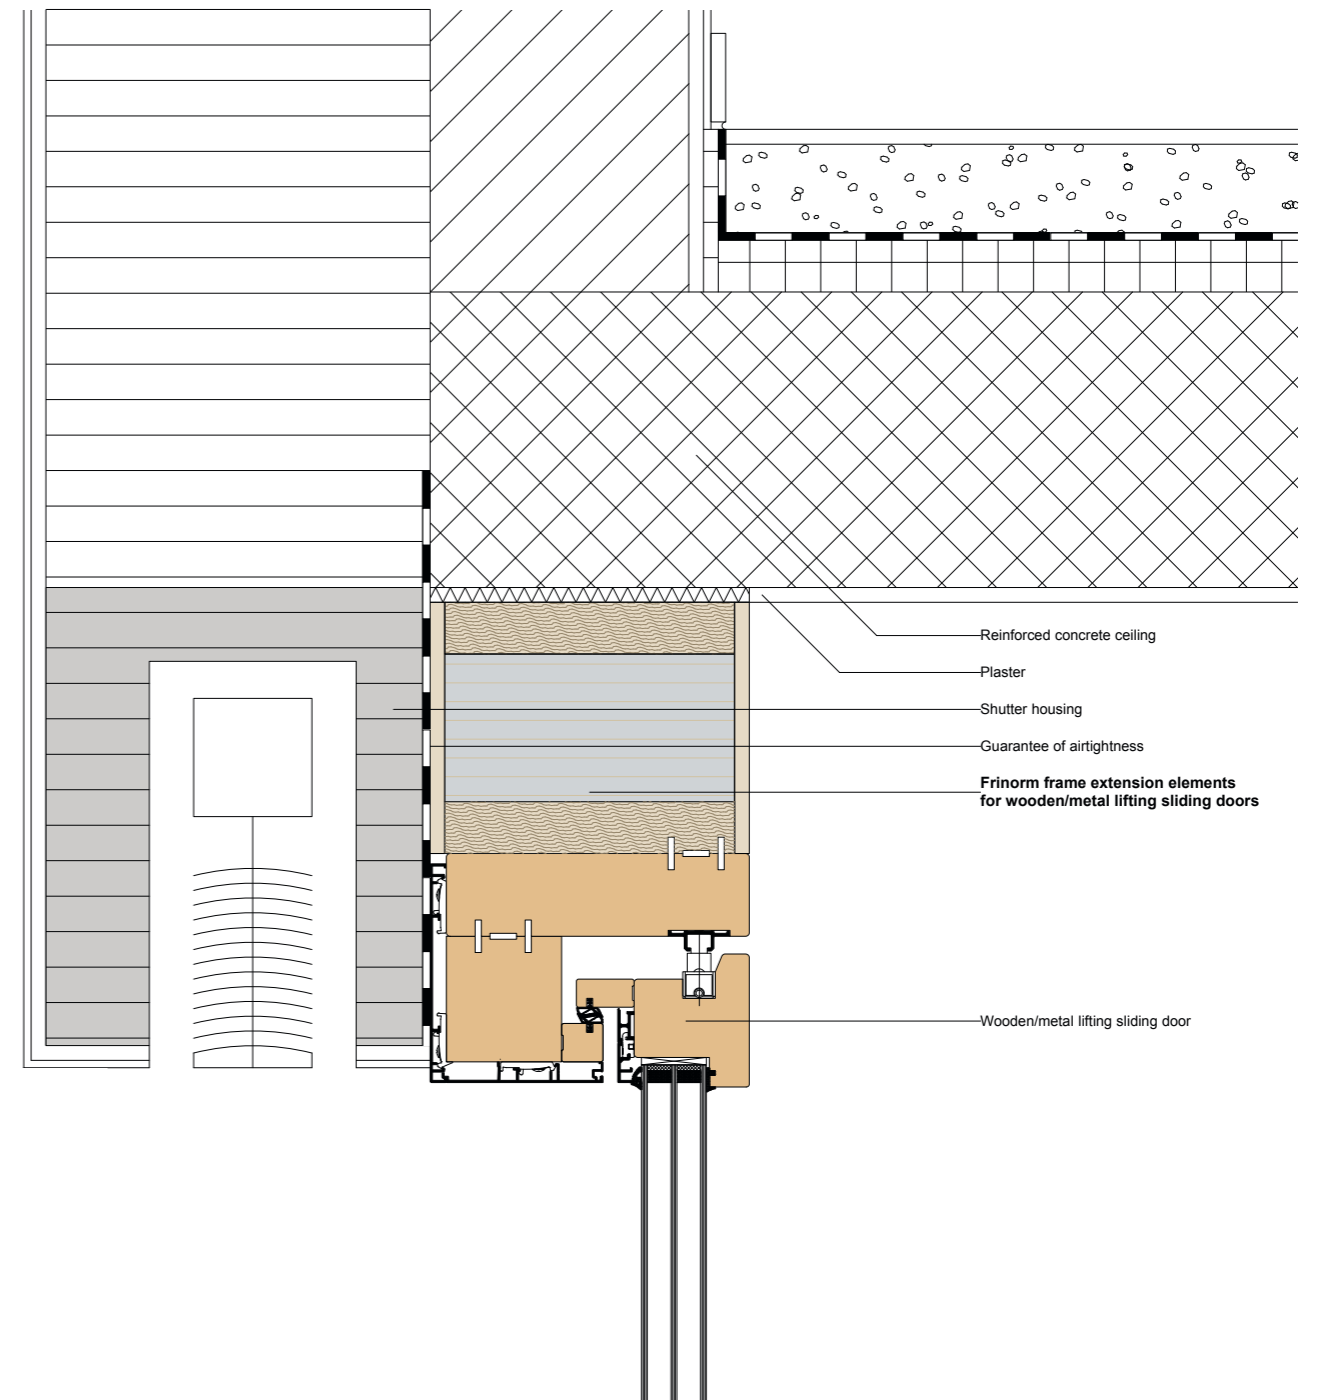 Reinforced concrete ceiling
Plaster
Shutter housing
Guarantee of airtightness
Frinorm frame extension elements
for wooden/metal lifting sliding doors
Wooden/metal lifting sliding door